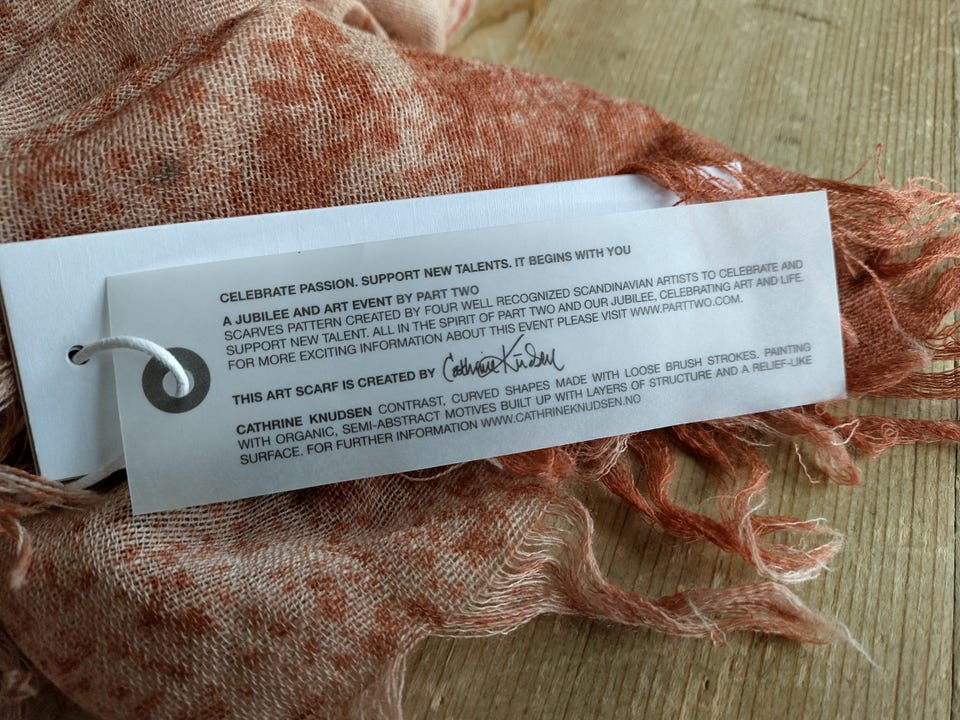 CELEBRATE PASSION. SUPPORT NEW TALENTS. IT BEGINS WITH YOU
A JUBILEE AND ART EVENT BY PART TWO
SCARVES PATTERN CREATED BY FOUR WELL RECOGNIZED SCANDINAVIAN ARTISTS TO CELEBRATE AND
SUPPORT NEW TALENT. ALL IN THE SPIRIT OF PARTTWO AND OUR JUBILEE, CELEBRATING ART AND LIFE.
FOR MORE EXCITING INFORMATION ABOUT THIS EVENT PLEASE VISIT WWW.PARTTWO.COM.
THIS ART SCARF IS CREATED BY Cathrine Knudsen
CATHRINE KNUDSEN CONTRAST, CURVED SHAPES MADE WITH LOOSE BRUSH STROKES. PAINTING
WITH ORGANIC, SEMI-ABSTRACT MOTIVES BUILT UP WITH LAYERS OF STRUCTURE AND A RELIEF-LIKE
SURFACE. FOR FURTHER INFORMATION WWW.CATHRINEKNUDSEN.NO